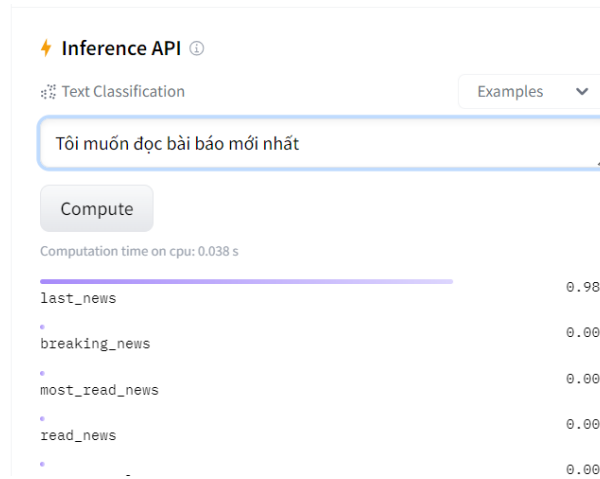 Inference API
Text Classification
Examples
Tôi muốn đọc bài báo mới nhất
Compute
Computation time on cpu: 0.038 s
last_news
0.98
breaking_news
0.00
most_read_news
0.00
read_news
0.00
0.00